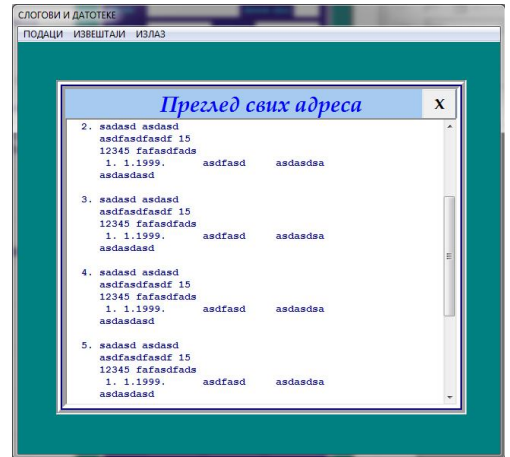 СЛОГОВИ И ДАТОТЕКЕ
ПОДАЦИ ИЗВЕШТАЈИ ИЗЛАЗ
Преглед свих адреса X
2. sadasd asdasd
asdfasdfasdf 15
12345 fafasdfads
1. 1.1999. asdfasd asdasdsa
asdasdasd
3. sadasd asdasd
asdfasdfasdf 15
12345 fafasdfads
1. 1.1999. asdfasd asdasdsa
asdasdasd
4. sadasd asdasd
asdfasdfasdf 15
12345 fafasdfads
1. 1.1999. asdfasd asdasdsa
asdasdasd
5. sadasd asdasd
asdfasdfasdf 15
12345 fafasdfads
1. 1.1999. asdfasd asdasdsa
asdasdasd